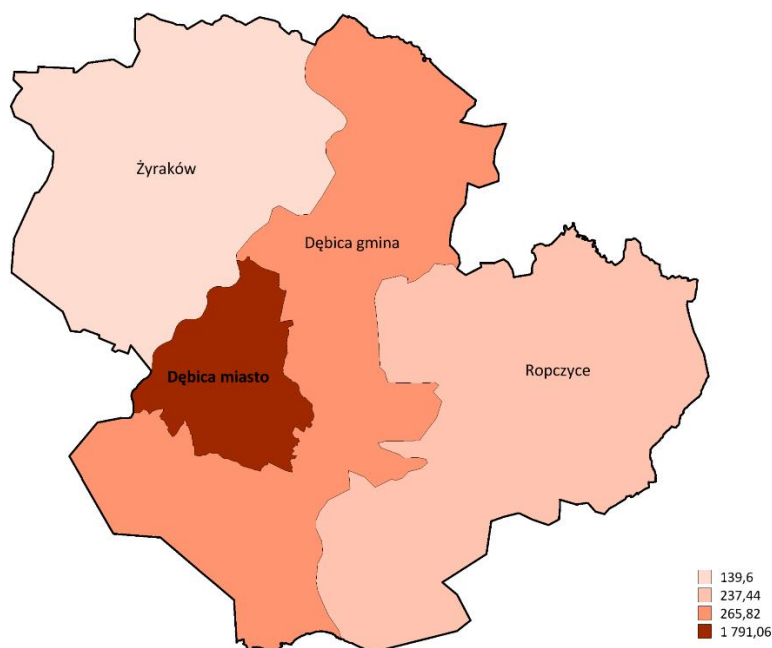 Żyraków
Dębica gmina
Dębica miasto
Ropczyce
139,6
237,44
265,82
1 791,06